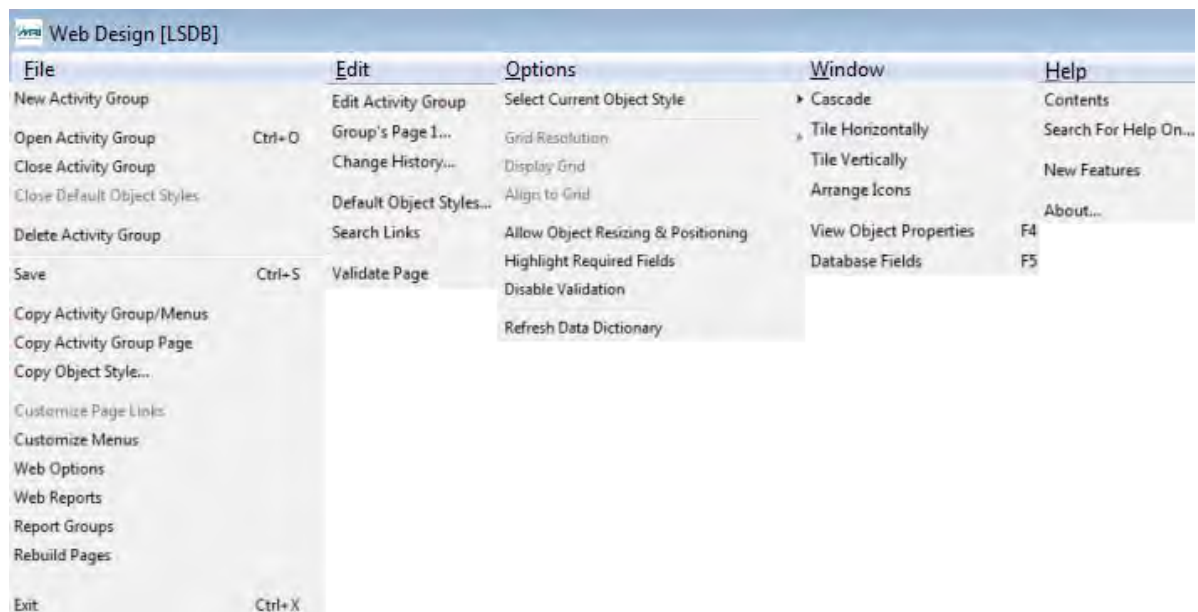 Web Design [LSDB]
File
New Activity Group
Open Activity Group Ctrl+O
Close Activity Group
Close Default Object Styles
Delete Activity Group
Save Ctrl+S
Copy Activity Group/Menus
Copy Activity Group Page
Copy Object Style...
Customize Page Links
Customize Menus
Web Options
Web Reports
Report Groups
Rebuild Pages
Exit Ctrl+X
Edit
Edit Activity Group
Group's Page 1...
Change History...
Default Object Styles...
Search Links
Validate Page
Options
Select Current Object Style
Grid Resolution
Display Grid
Align to Grid
Allow Object Resizing & Positioning
Highlight Required Fields
Disable Validation
Refresh Data Dictionary
Window
Cascade
Tile Horizontally
Tile Vertically
Arrange Icons
View Object Properties F4
Database Fields F5
Help
Contents
Search For Help On...
New Features
About...